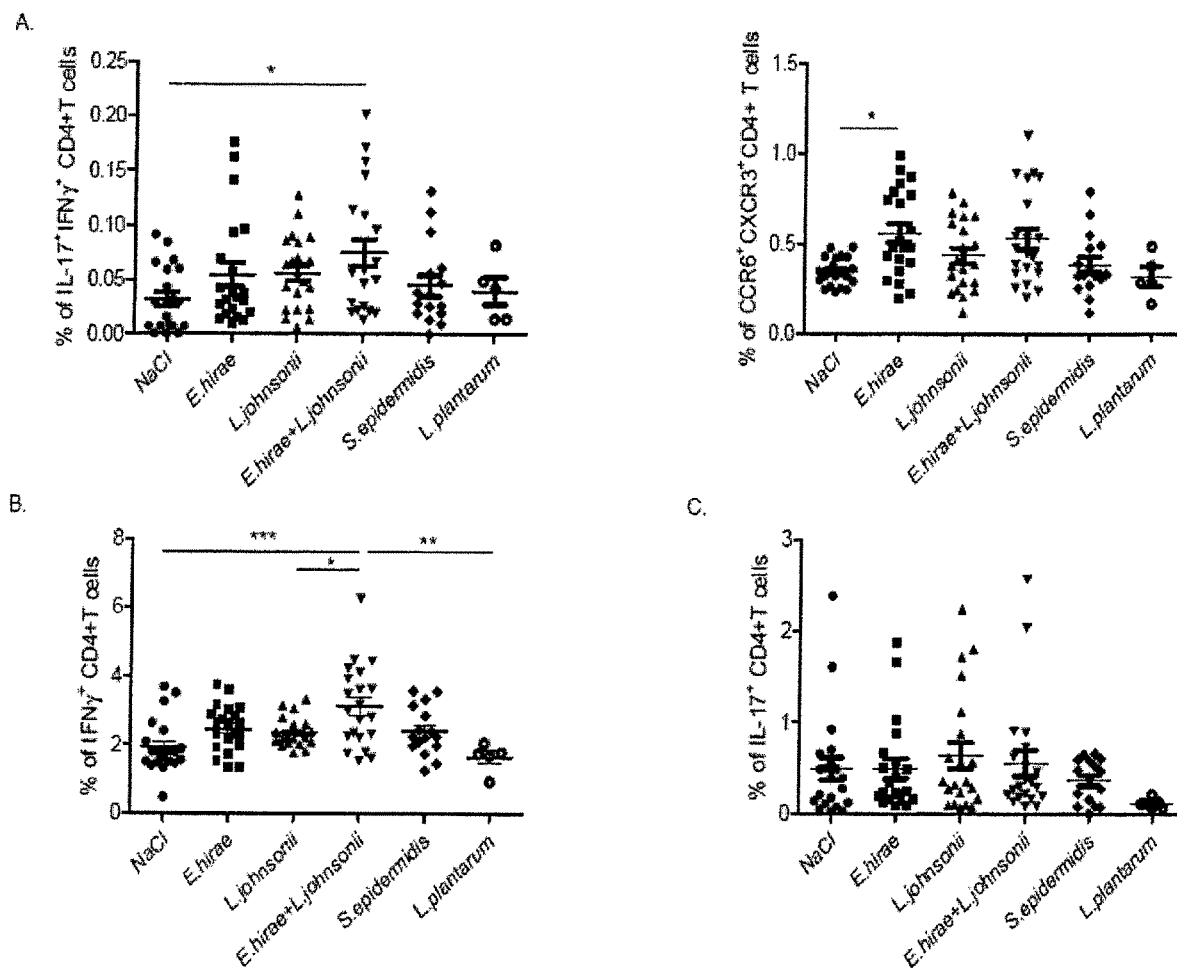 A.
% of IL-17+IFNγ+ CD4+T cells
0.25
0.20
0.15
0.10
0.05
0.00
*
NaCl
E.hirae
L.johnsonii
E.hirae+L.johnsonii
S.epidermidis
L.plantarum
% of CCR6+CXCR3+CD4+ T cells
1.5
1.0
0.5
0.0
*
NaCl
E.hirae
L.johnsonii
E.hirae+L.johnsonii
S.epidermidis
L.plantarum
B.
% of IFNγ+ CD4+T cells
8
6
4
2
0
***
**
*
NaCl
E.hirae
L.johnsonii
E.hirae+L.johnsonii
S.epidermidis
L.plantarum
C.
% of IL-17+ CD4+T cells
3
2
1
0
NaCl
E.hirae
L.johnsonii
E.hirae+L.johnsonii
S.epidermidis
L.plantarum